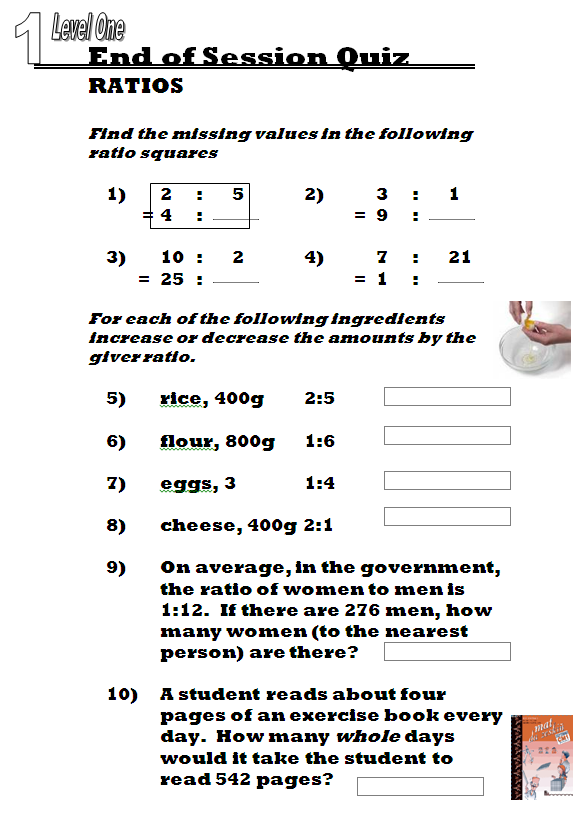 1 Level One
End of Session Quiz
RATIOS
Find the missing values in the following
ratio squares
1) 2 : 5 2) 3 : 1
= 4 : ........ = 9 : ........
3) 10 : 2 4) 7 : 21
= 25 : ........ = 1 : ........
For each of the following ingredients
increase or decrease the amounts by the
giver ratio.
5) rice, 400g 2:5
6) flour, 800g 1:6
7) eggs, 3 1:4
8) cheese, 400g 2:1
9) On average, in the government,
the ratio of women to men is
1:12. If there are 276 men, how
many women (to the nearest
person) are there?
10) A student reads about four
pages of an exercise book every
day. How many whole days
would it take the student to
read 542 pages?